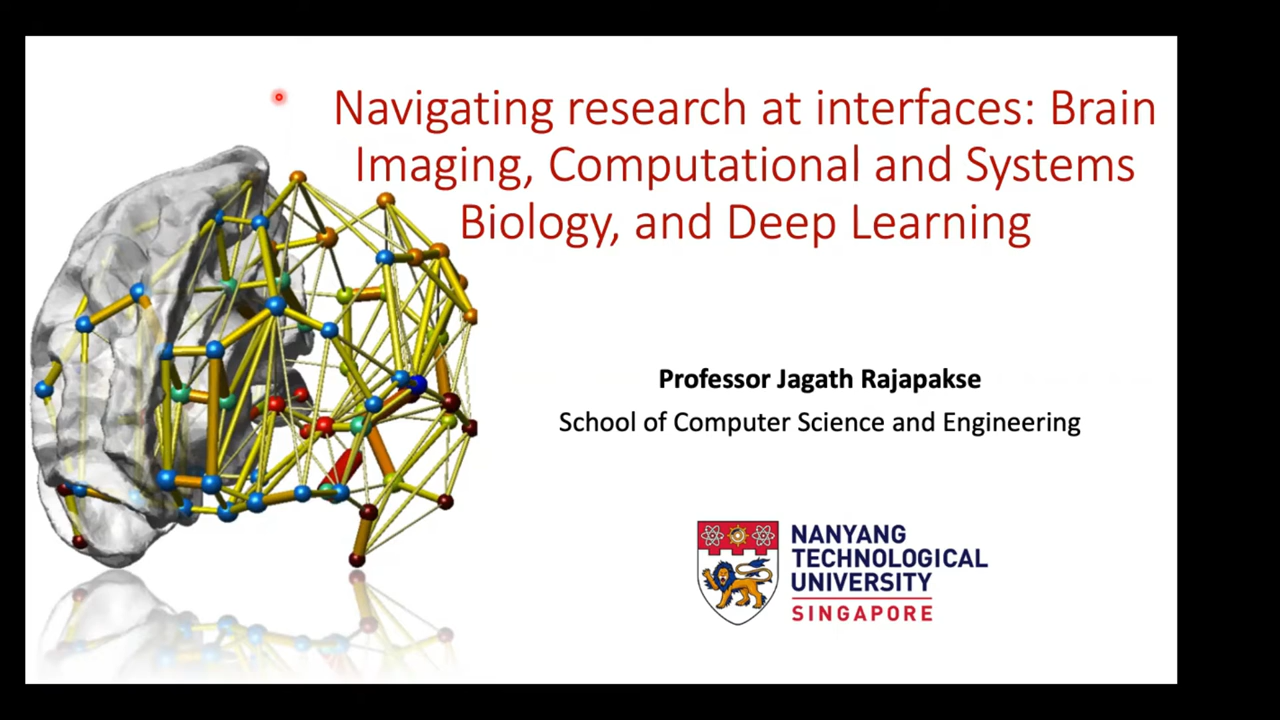 Navigating research at interfaces: Brain
Imaging, Computational and Systems
Biology, and Deep Learning
Professor Jagath Rajapakse
School of Computer Science and Engineering
NANYANG
TECHNOLOGICAL
UNIVERSITY
SINGAPORE